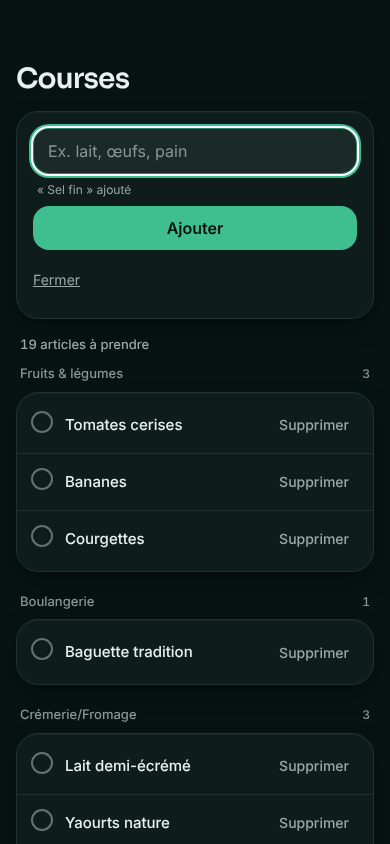 Courses
Ex. lait, œufs, pain
« Sel fin » ajouté
Ajouter
Fermer
19 articles à prendre
Fruits & légumes 3
Tomates cerises Supprimer
Bananes Supprimer
Courgettes Supprimer
Boulangerie 1
Baguette tradition Supprimer
Crémerie/Fromage 3
Lait demi-écrémé Supprimer
Yaourts nature Supprimer